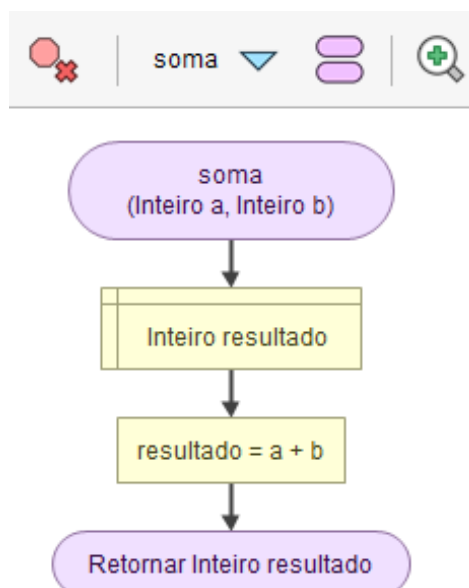 soma
soma
(Inteiro a, Inteiro b)
Inteiro resultado
resultado = a + b
Retornar Inteiro resultado